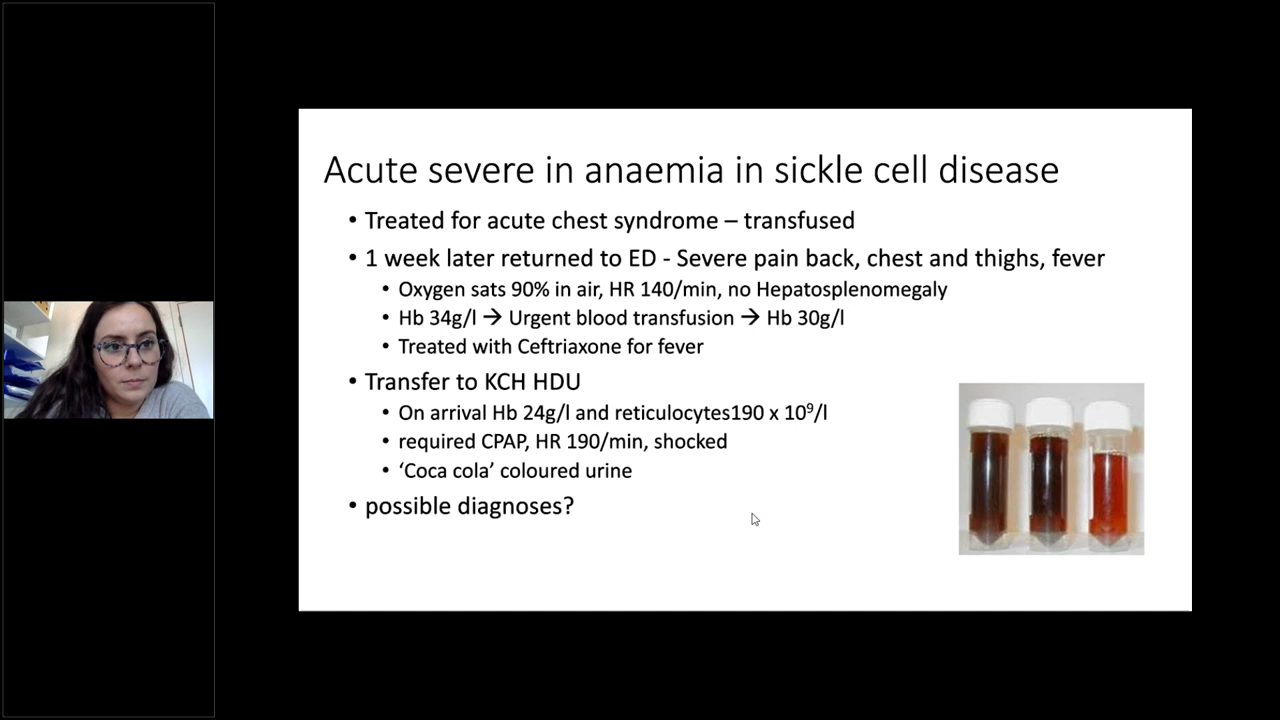 Acute severe in anaemia in sickle cell disease
• Treated for acute chest syndrome – transfused
• 1 week later returned to ED - Severe pain back, chest and thighs, fever
• Oxygen sats 90% in air, HR 140/min, no Hepatosplenomegaly
• Hb 34g/l → Urgent blood transfusion → Hb 30g/l
• Treated with Ceftriaxone for fever
• Transfer to KCH HDU
• On arrival Hb 24g/l and reticulocytes190 x 10⁹/l
• required CPAP, HR 190/min, shocked
• ‘Coca cola’ coloured urine
• possible diagnoses?